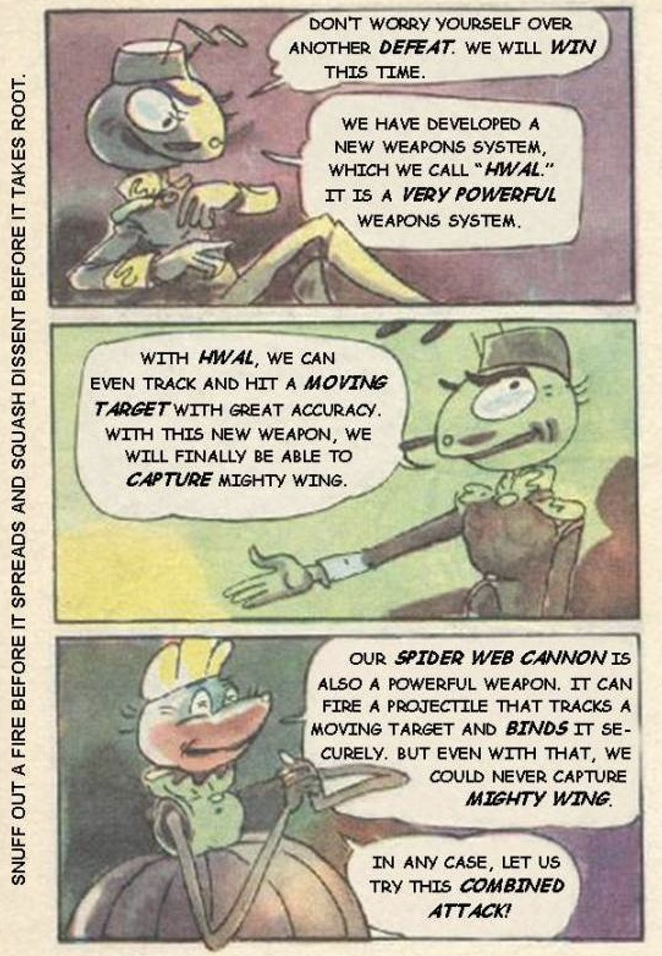 SNUFF OUT A FIRE BEFORE IT SPREADS AND SQUASH DISSENT BEFORE IT TAKES ROOT.
DON'T WORRY YOURSELF OVER
ANOTHER DEFEAT. WE WILL WIN
THIS TIME.
WE HAVE DEVELOPED A
NEW WEAPONS SYSTEM,
WHICH WE CALL "HWAL."
IT IS A VERY POWERFUL
WEAPONS SYSTEM.
WITH HWAL, WE CAN
EVEN TRACK AND HIT A MOVING
TARGET WITH GREAT ACCURACY.
WITH THIS NEW WEAPON, WE
WILL FINALLY BE ABLE TO
CAPTURE MIGHTY WING.
OUR SPIDER WEB CANNON IS
ALSO A POWERFUL WEAPON. IT CAN
FIRE A PROJECTILE THAT TRACKS A
MOVING TARGET AND BINDS IT SE-
CURELY. BUT EVEN WITH THAT, WE
COULD NEVER CAPTURE
MIGHTY WING.
IN ANY CASE, LET US
TRY THIS COMBINED
ATTACK!